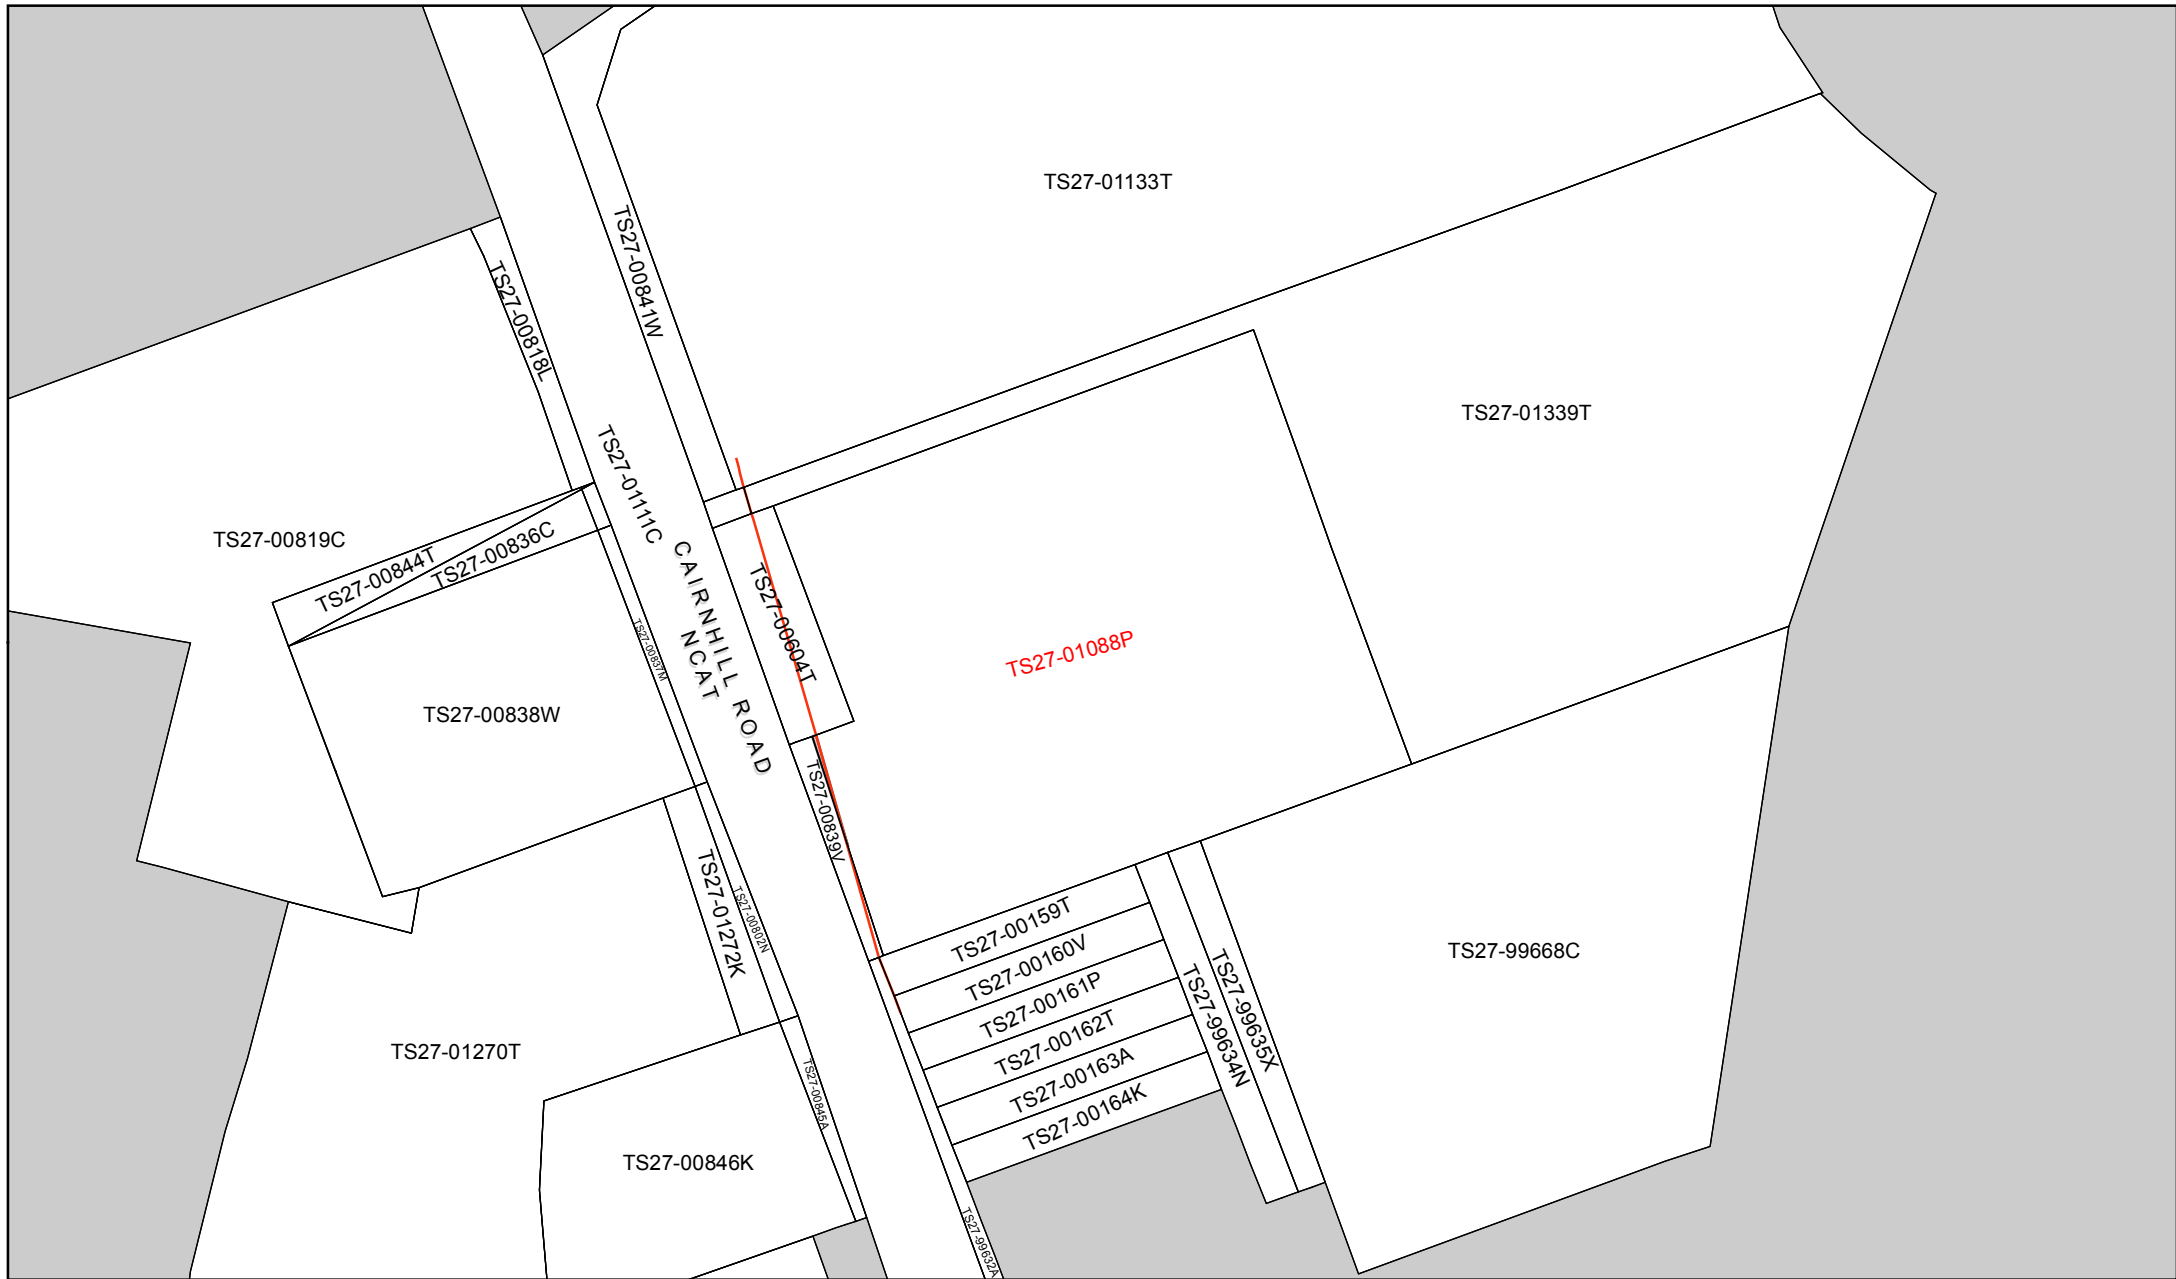 TS27-01133T
TS27-00841W
TS27-00818L
TS27-01339T
TS27-01111C
TS27-00819C
TS27-00844T
TS27-00836C
CAIRNHILL ROAD
NCAT
TS27-00604T
TS27-01088P
TS27-00837M
TS27-00838W
TS27-00839V
TS27-01272K
TS27-00802N
TS27-00159T
TS27-00160V
TS27-00161P
TS27-00162T
TS27-00163A
TS27-00164K
TS27-99634N
TS27-99635X
TS27-99668C
TS27-01270T
TS27-00845A
TS27-00846K
TS27-99632A